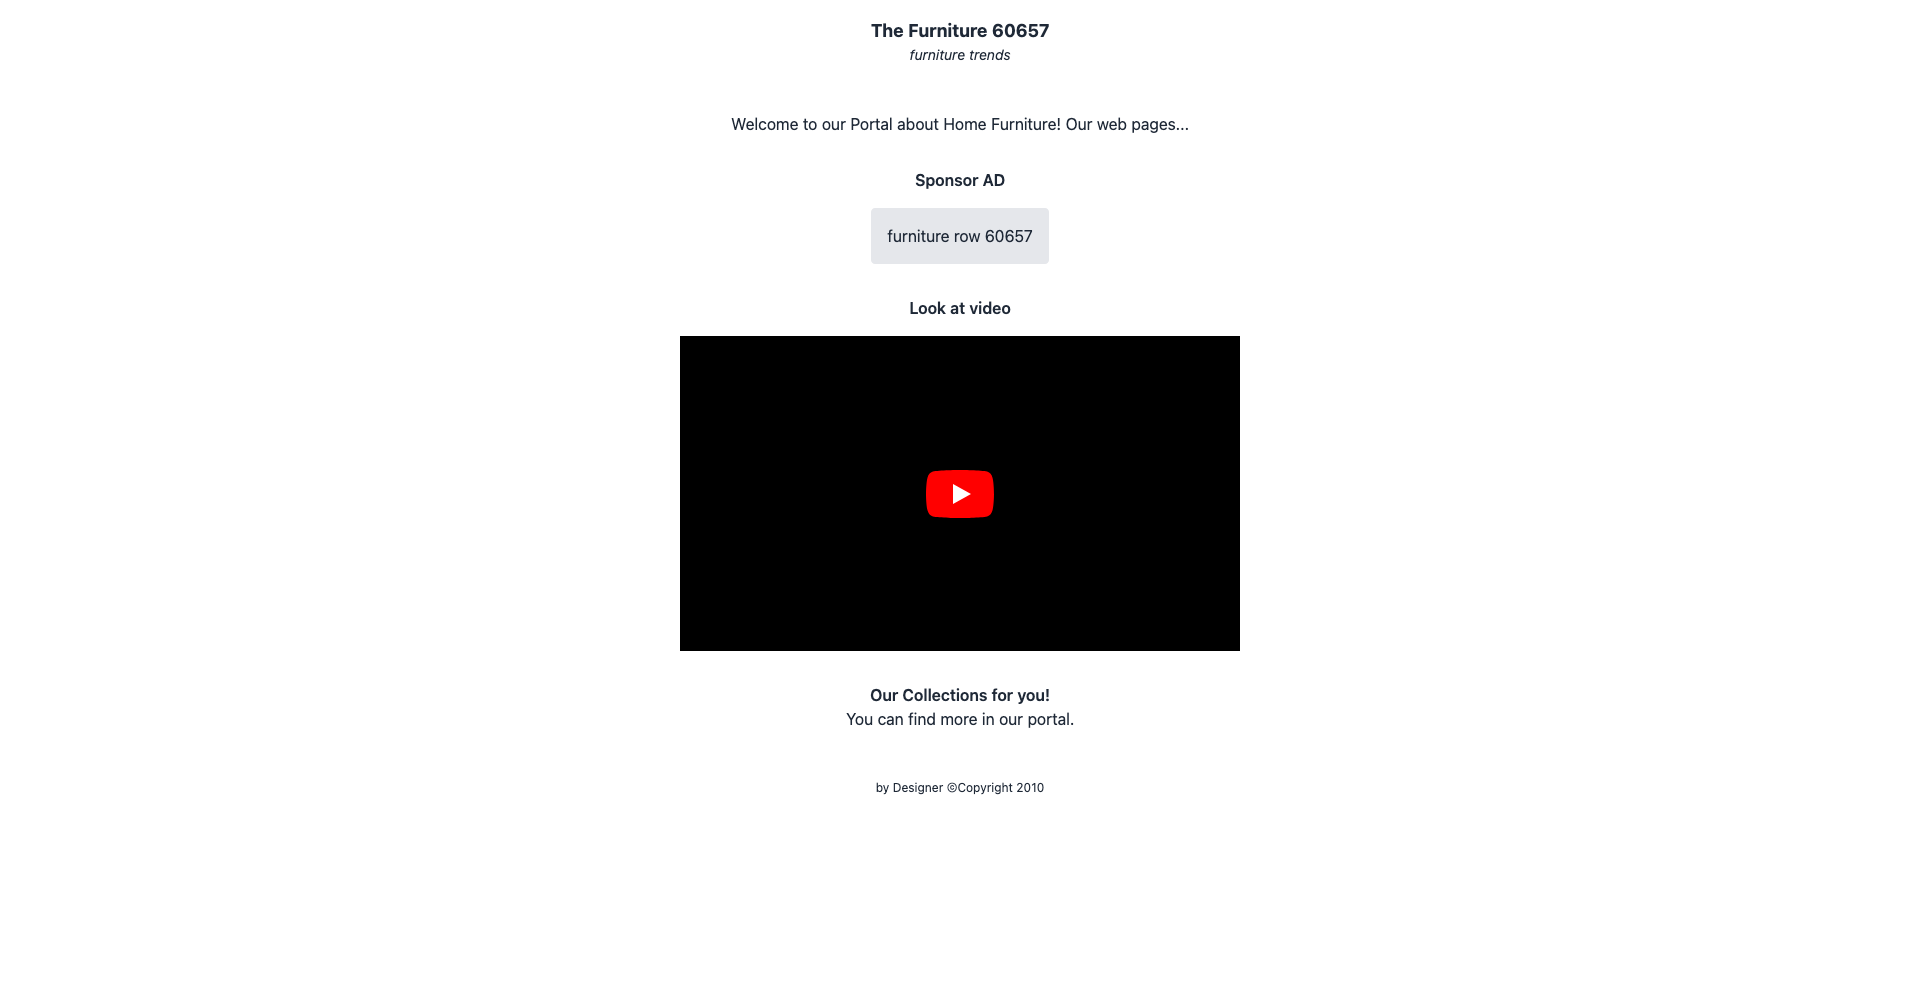 The Furniture 60657
furniture trends
Welcome to our Portal about Home Furniture! Our web pages...
Sponsor AD
furniture row 60657
Look at video
Our Collections for you!
You can find more in our portal.
by Designer ©Copyright 2010